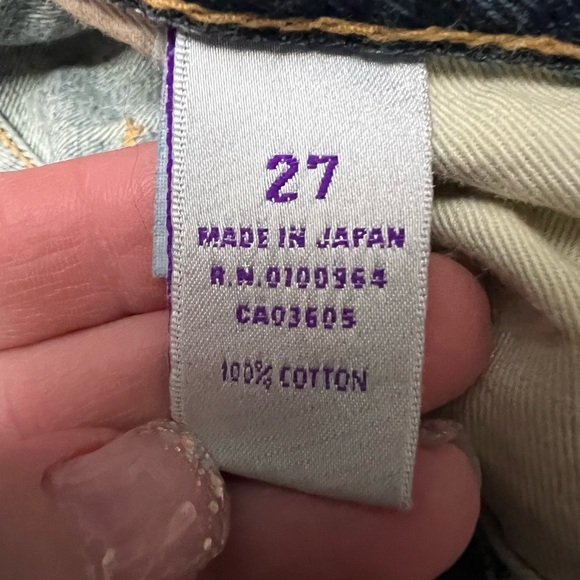 27
MADE IN JAPAN
R.N.0100964
CA03605
100% COTTON